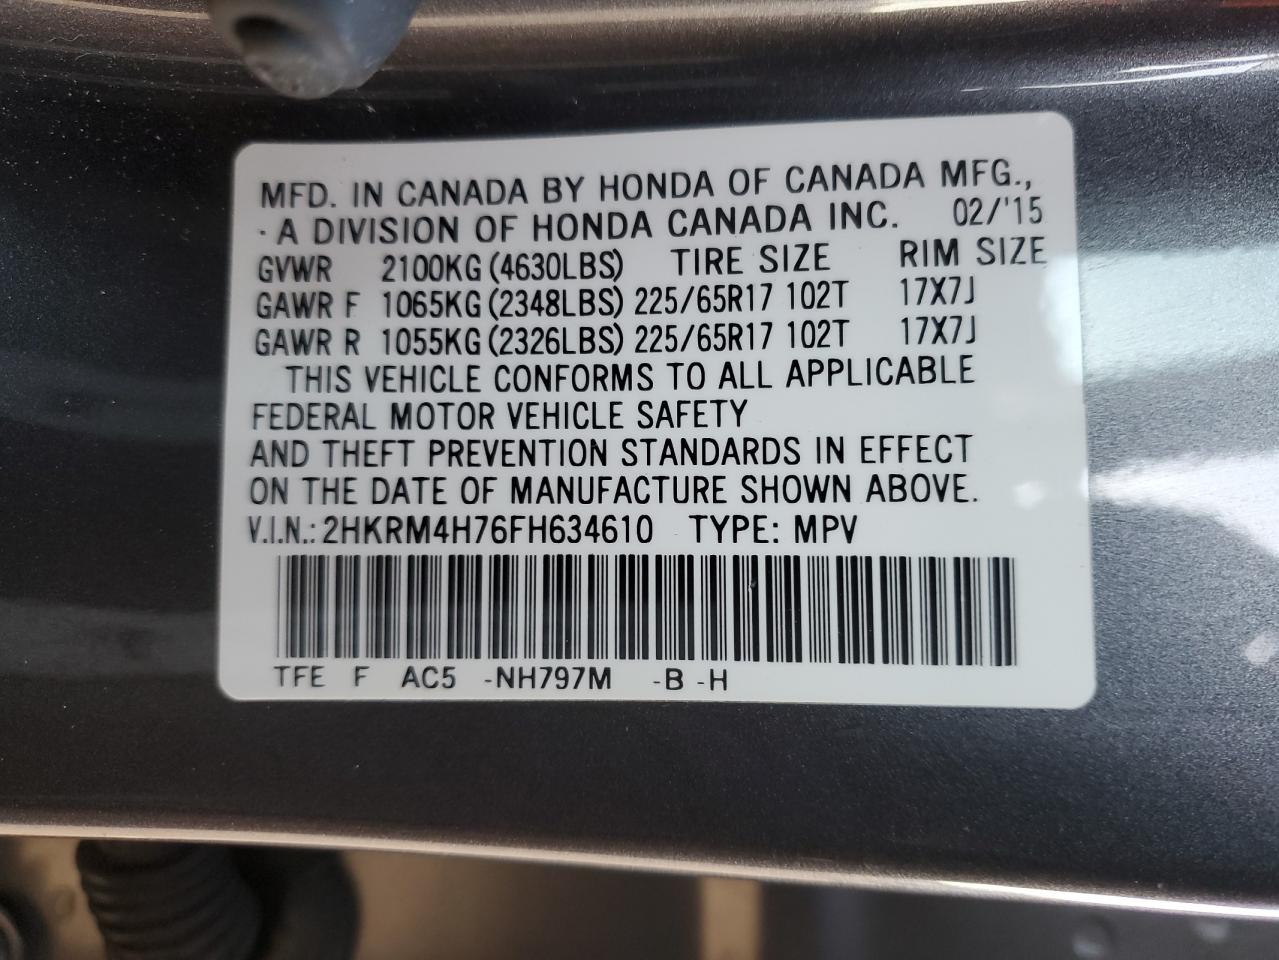 MFD. IN CANADA BY HONDA OF CANADA MFG.,
· A DIVISION OF HONDA CANADA INC. 02/'15
GVWR 2100KG (4630LBS) TIRE SIZE RIM SIZE
GAWR F 1065KG (2348LBS) 225/65R17 102T 17X7J
GAWR R 1055KG (2326LBS) 225/65R17 102T 17X7J
THIS VEHICLE CONFORMS TO ALL APPLICABLE
FEDERAL MOTOR VEHICLE SAFETY
AND THEFT PREVENTION STANDARDS IN EFFECT
ON THE DATE OF MANUFACTURE SHOWN ABOVE.
V.I.N.: 2HKRM4H76FH634610 TYPE: MPV
TFE F AC5 -NH797M -B -H